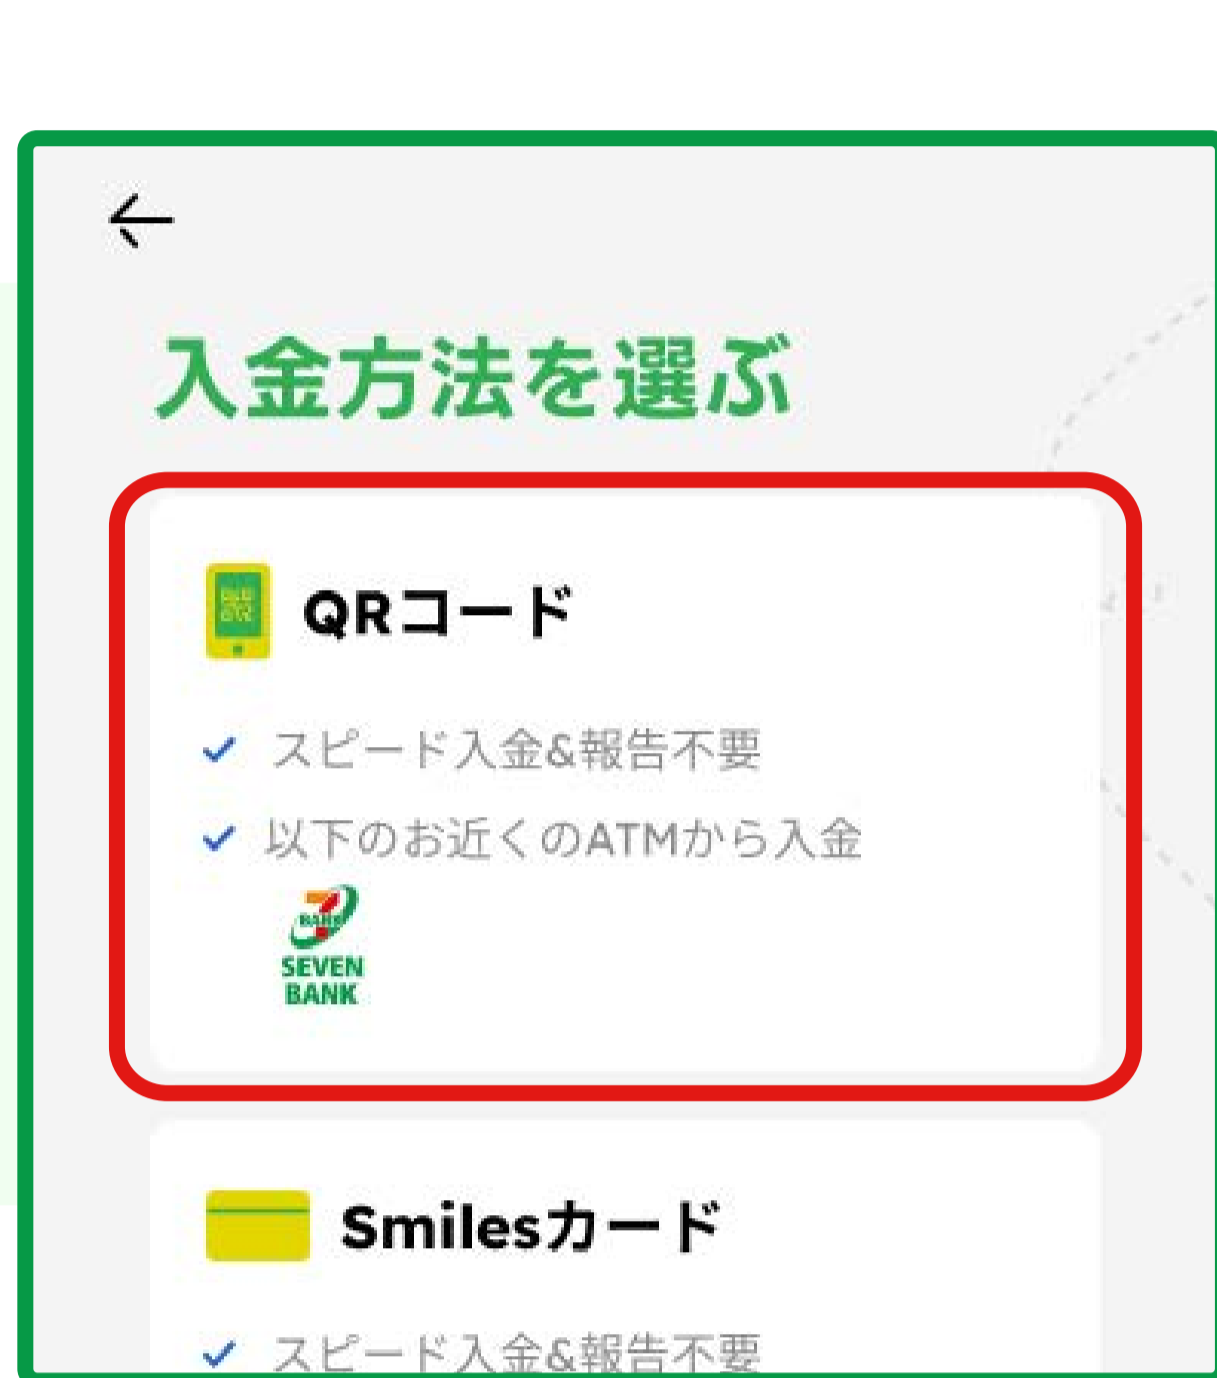 入金方法を選ぶ
QRコード
スピード入金&報告不要
以下のお近くのATMから入金
BANK
SEVEN
BANK
Smilesカード
スピード入金&報告不要